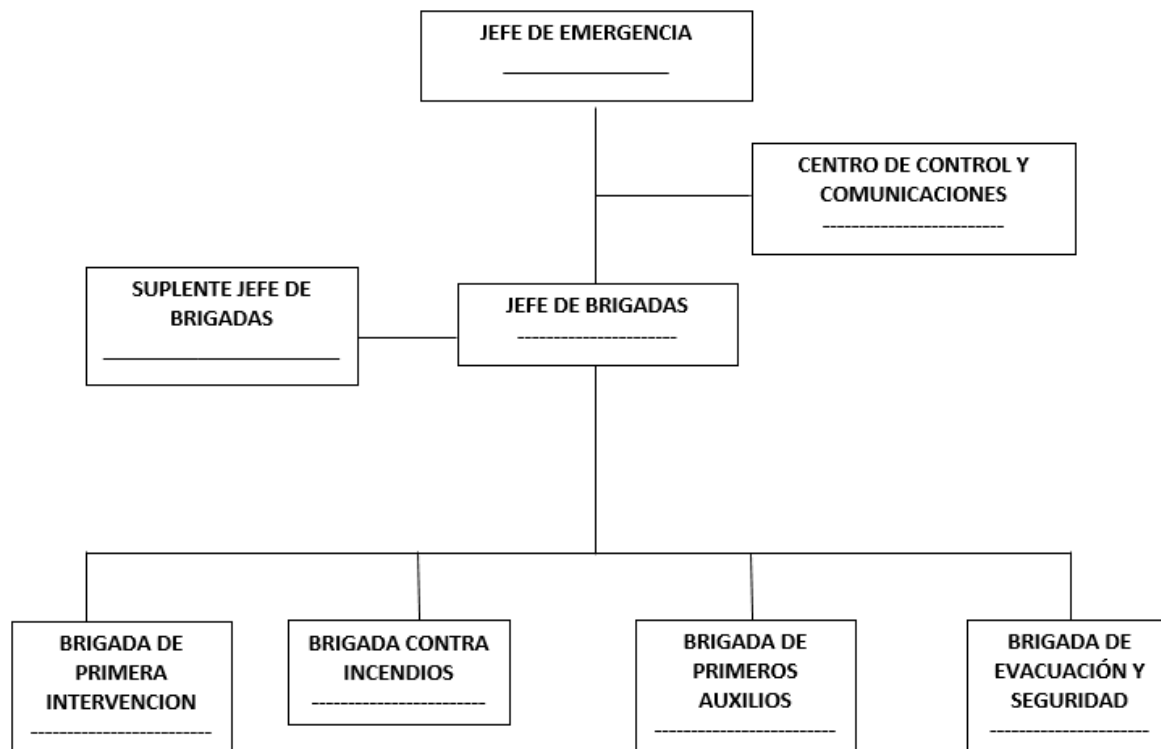 JEFE DE EMERGENCIA
CENTRO DE CONTROL Y
COMUNICACIONES
SUPLENTE JEFE DE
BRIGADAS
JEFE DE BRIGADAS
BRIGADA DE
PRIMERA
INTERVENCION
BRIGADA CONTRA
INCENDIOS
BRIGADA DE
PRIMEROS
AUXILIOS
BRIGADA DE
EVACUACIÓN Y
SEGURIDAD